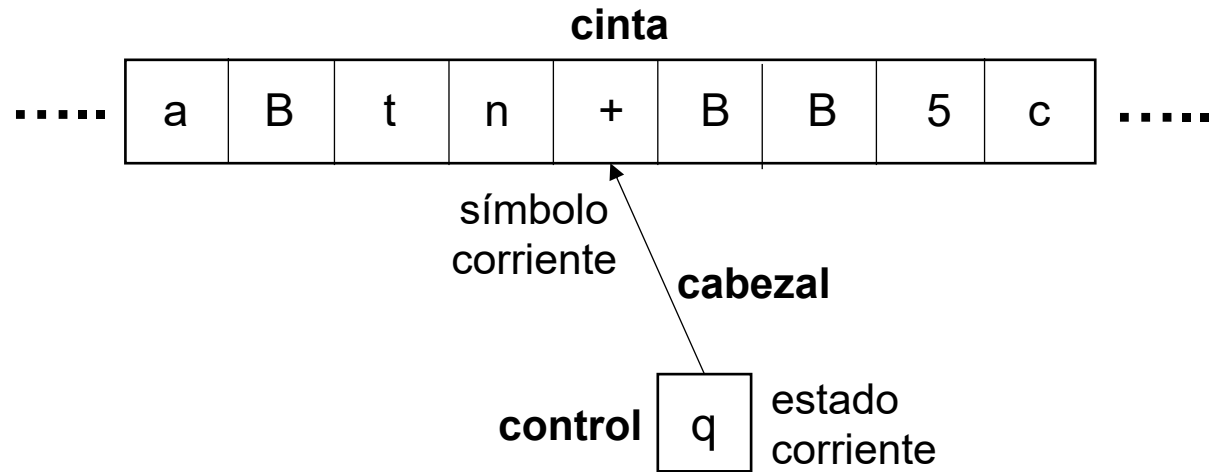 cinta
..... a B t n + B B 5 c .....
símbolo
corriente
cabezal
control q estado
corriente